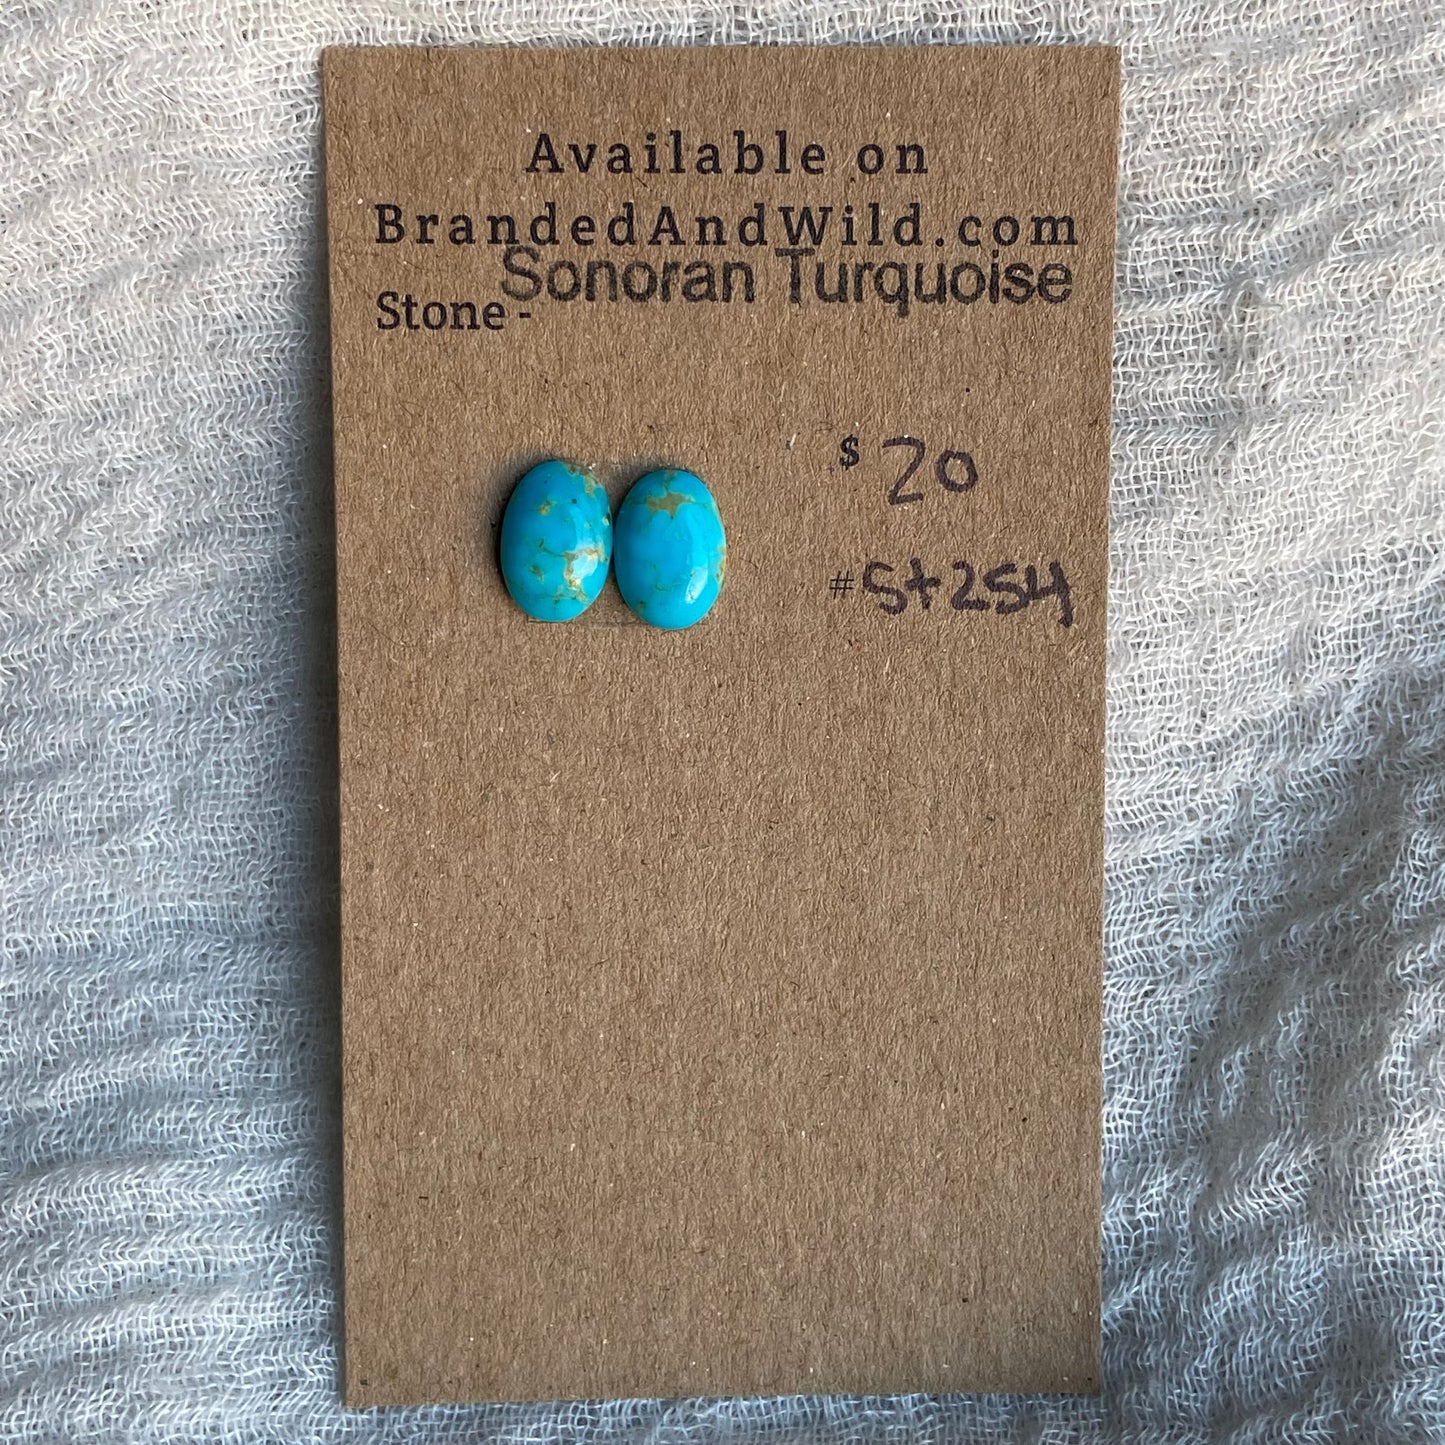 Available on
BrandedAndWild.com
Stone - Sonoran Turquoise
$ 20
# St254